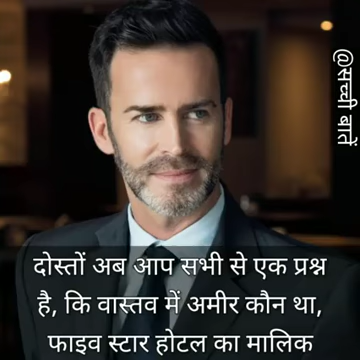 @सच्ची बातें
दोस्तों अब आप सभी से एक प्रश्न
है, कि वास्तव में अमीर कौन था,
फाइव स्टार होटल का मालिक